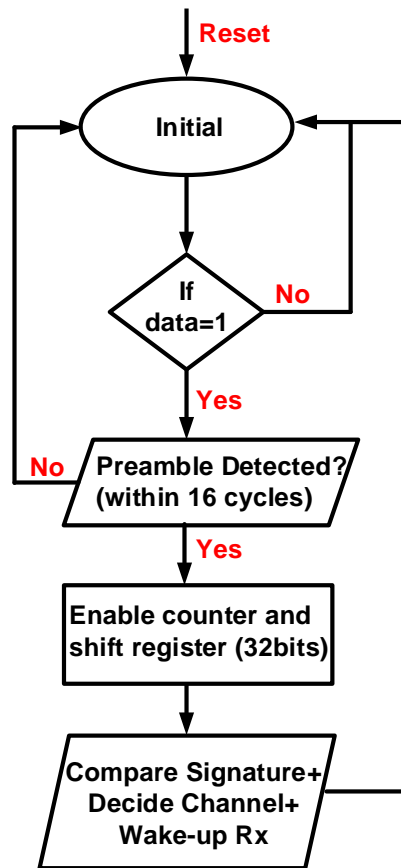 Reset
Initial
If
data=1
No
Yes
Preamble Detected?
(within 16 cycles)
No
Yes
Enable counter and
shift register (32bits)
Compare Signature+
Decide Channel+
Wake-up Rx